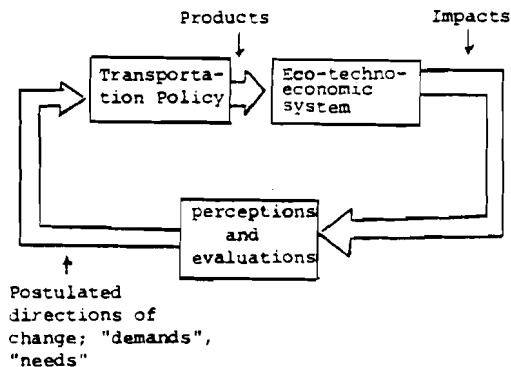 Products
Impacts
Transporta-
tion Policy
Eco-techno-
economic
system
perceptions
and
evaluations
Postulated
directions of
change; "demands",
"needs"